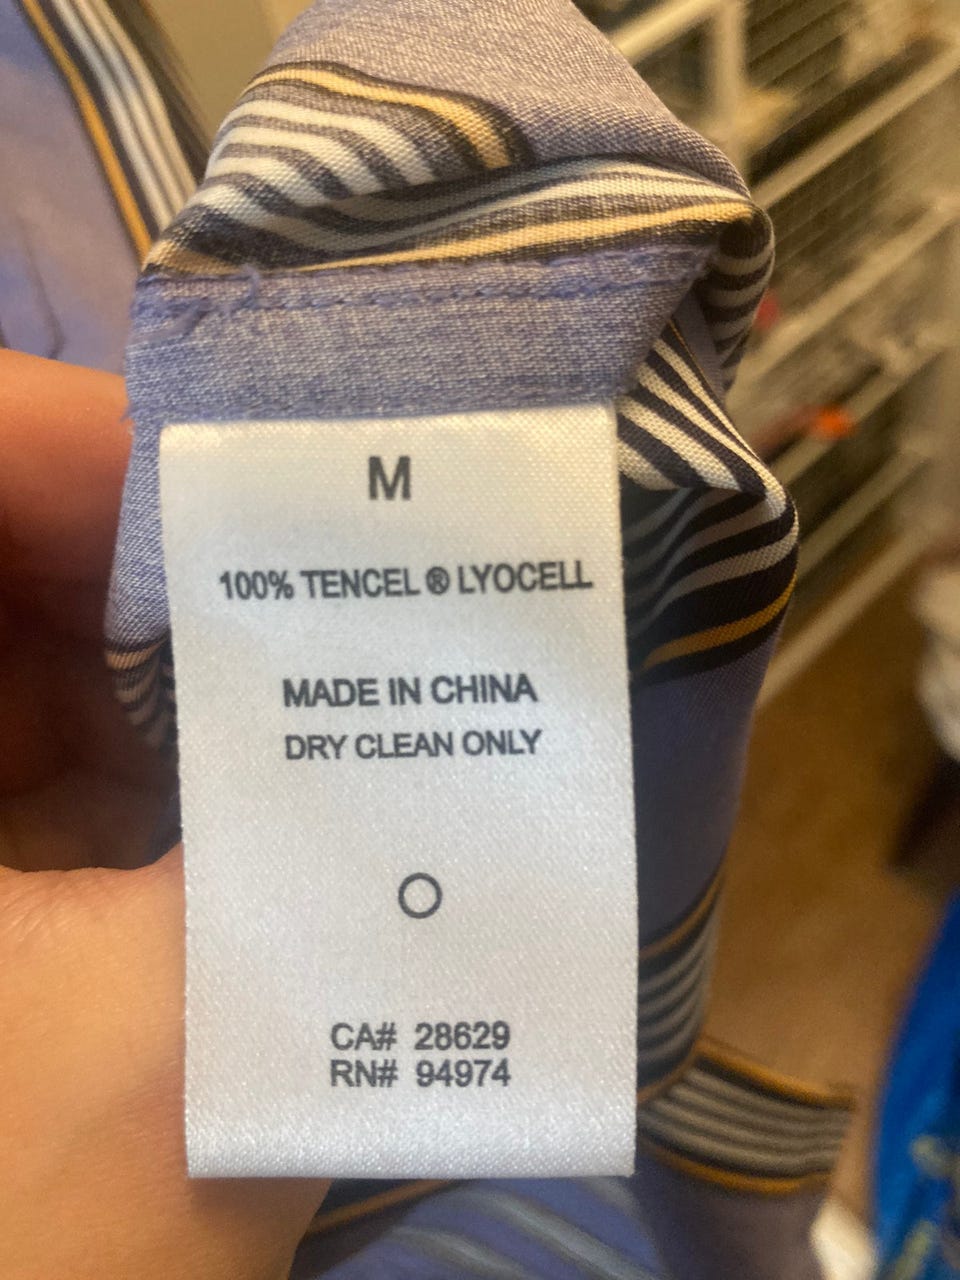 M
100% TENCEL ® LYOCELL
MADE IN CHINA
DRY CLEAN ONLY
CA# 28629
RN# 94974